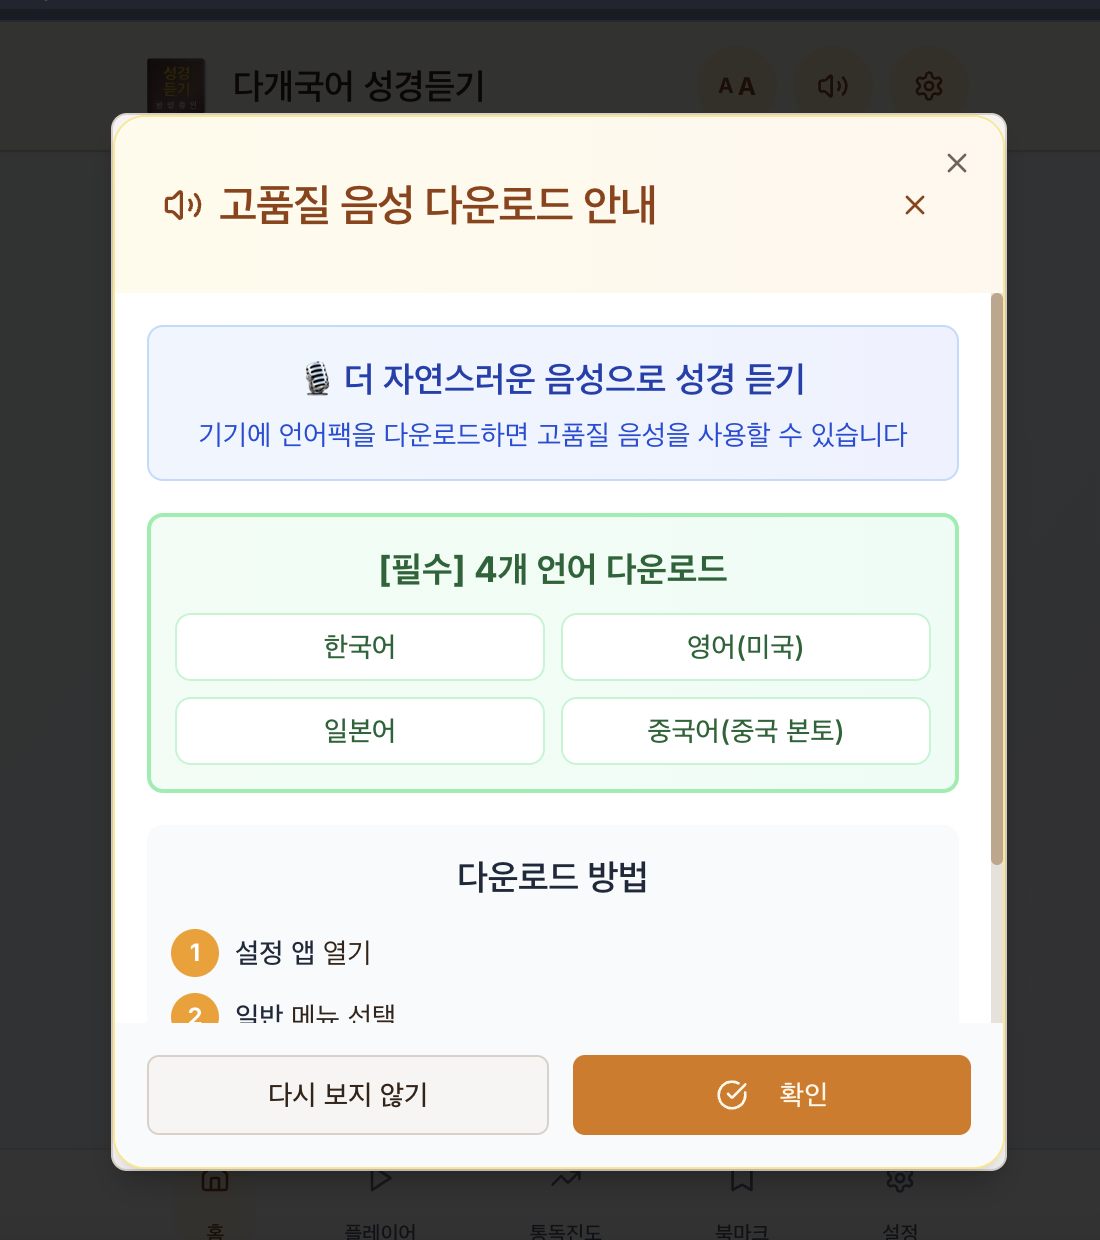 성경
듣기
다개국어 성경듣기
A A
고품질 음성 다운로드 안내
더 자연스러운 음성으로 성경 듣기
기기에 언어팩을 다운로드하면 고품질 음성을 사용할 수 있습니다
[필수] 4개 언어 다운로드
한국어
영어(미국)
일본어
중국어(중국 본토)
다운로드 방법
1 설정 앱 열기
2 일반 메뉴 선택
다시 보지 않기
확인
홈
플레이어
통독진도
북마크
설정